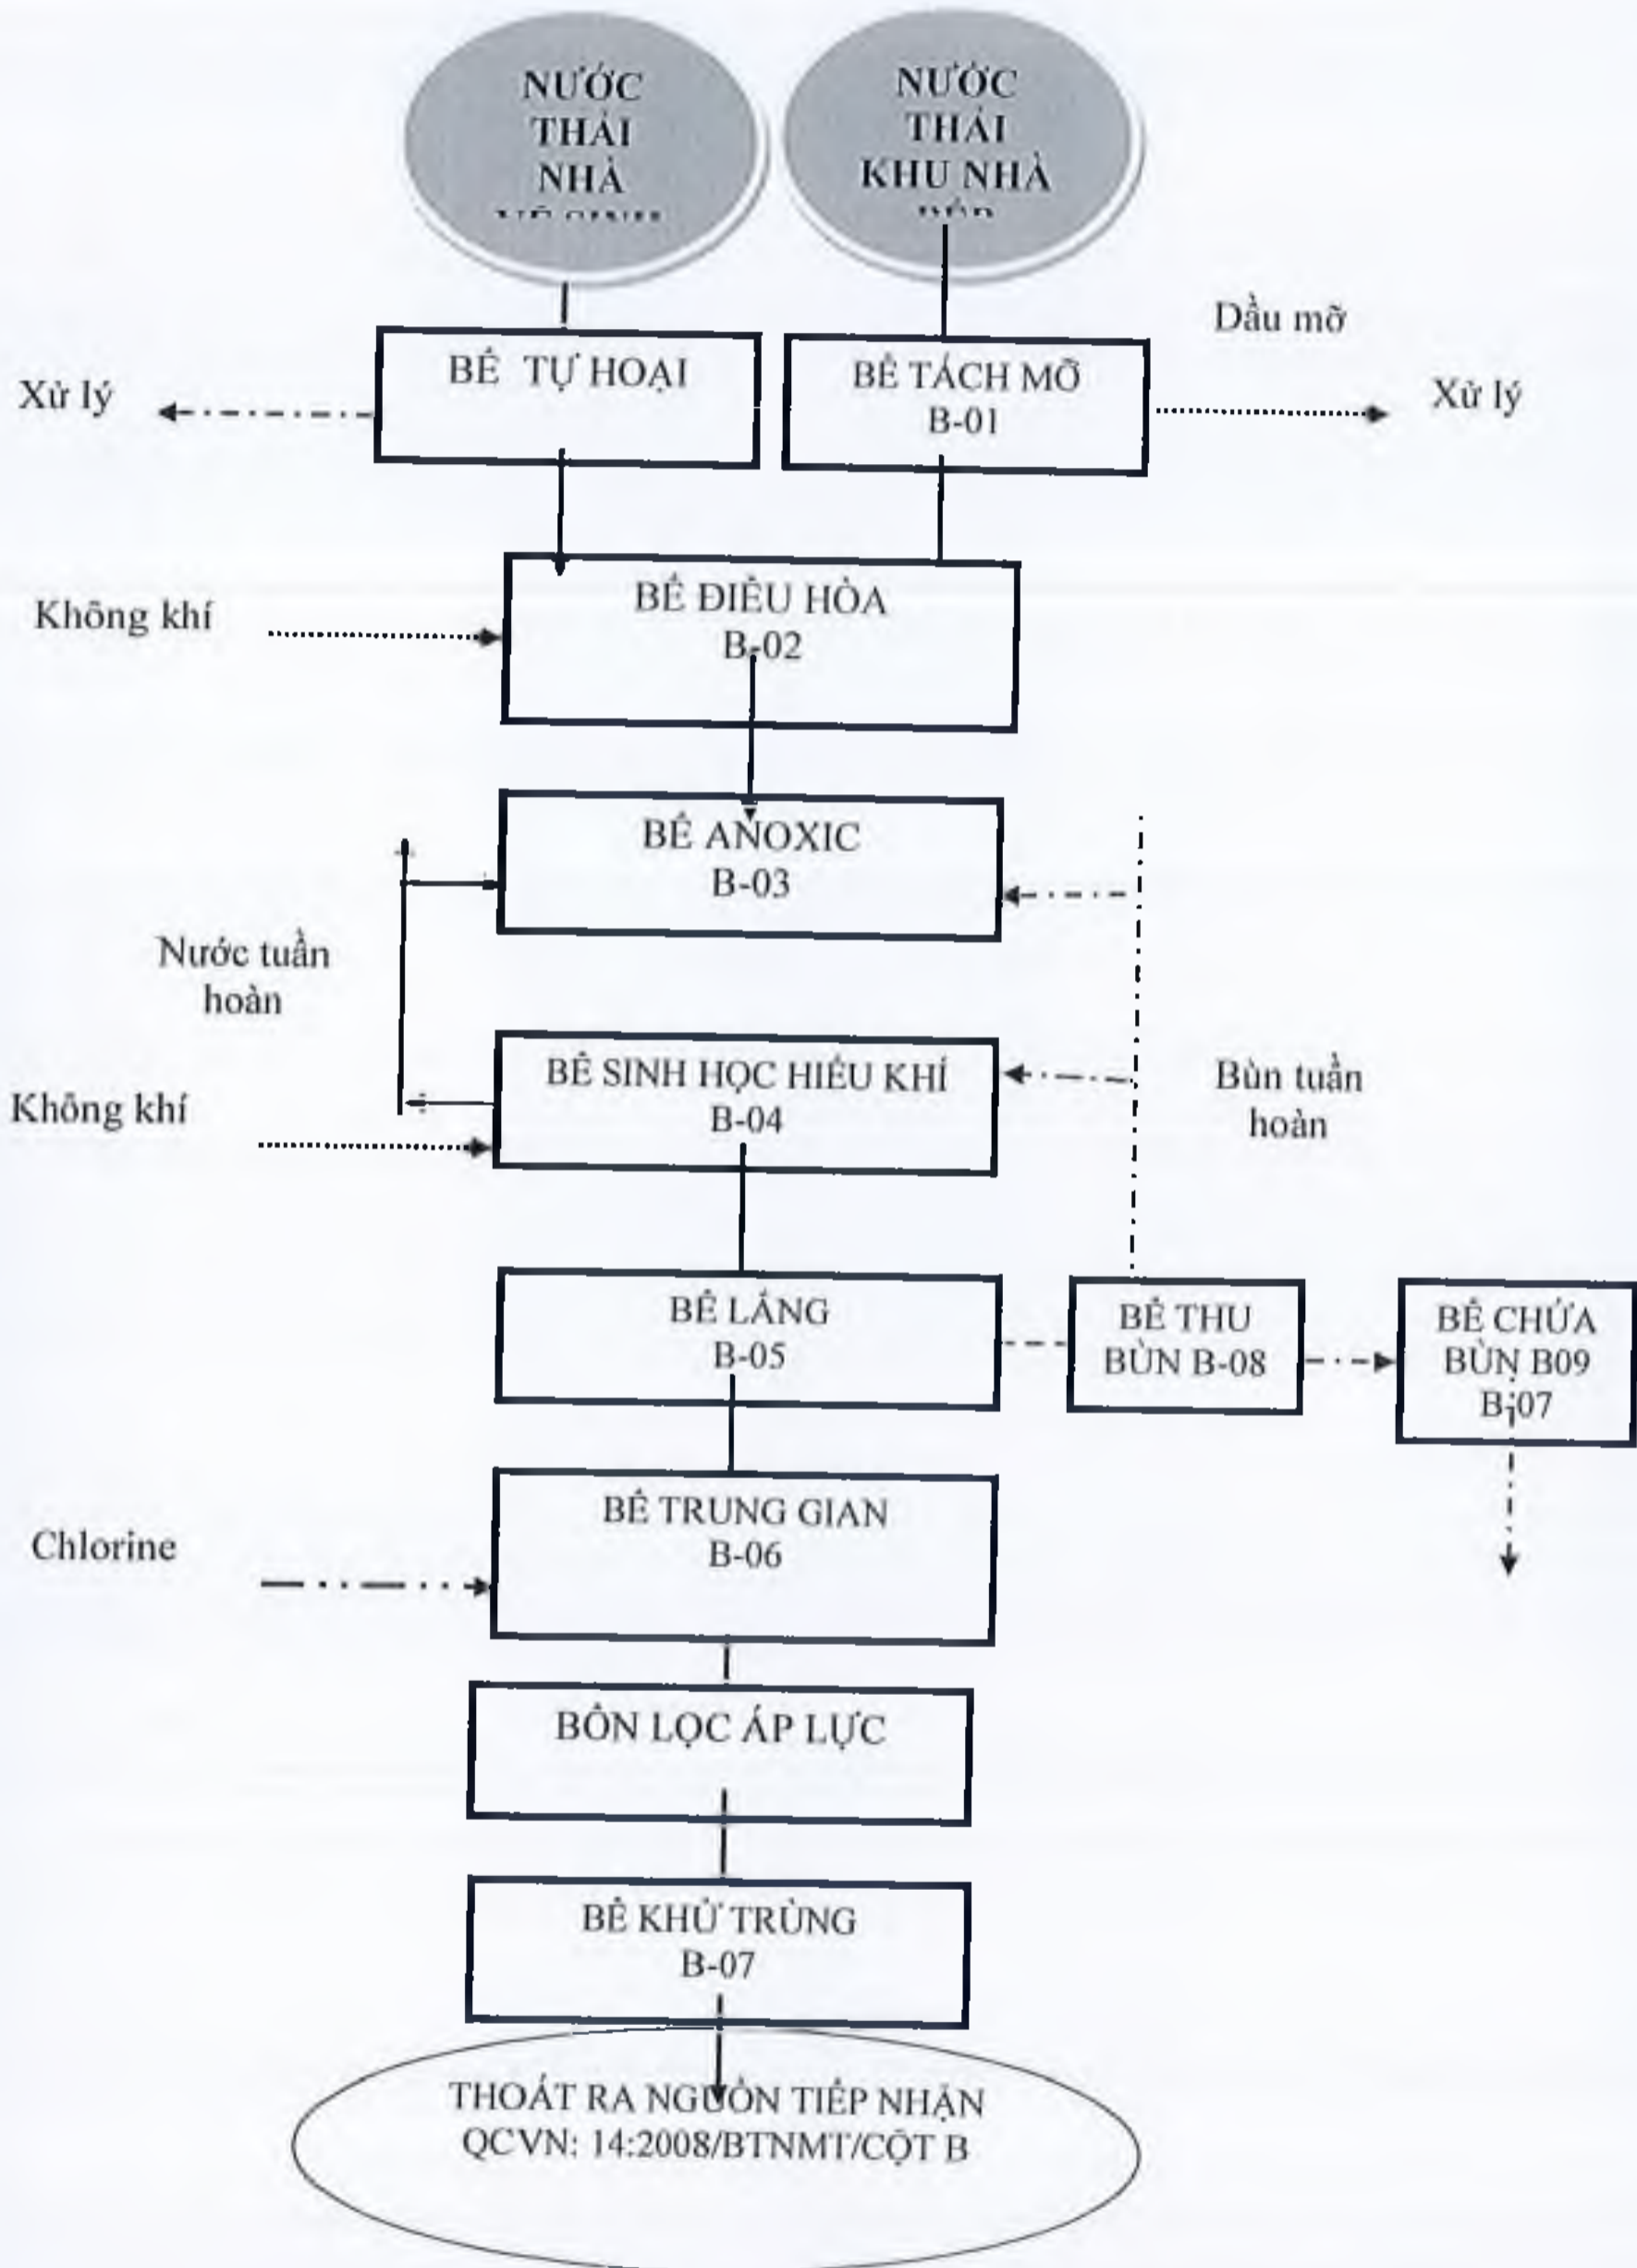 NƯỚC
THẢI
NHÀ
NƯỚC
THẢI
KHU NHÀ
Dầu mỡ
BỂ TỰ HOẠI
BỂ TÁCH MỠ
B-01
Xử lý
Xử lý
BỂ ĐIỀU HÒA
B-02
Không khí
BỂ ANOXIC
B-03
Nước tuần
hoàn
BỂ SINH HỌC HIẾU KHÍ
B-04
Bùn tuần
hoàn
Không khí
BỂ LẮNG
B-05
BỂ THU
BÙN B-08
BỂ CHỨA
BÙN B09
B-07
BỂ TRUNG GIAN
B-06
Chlorine
BỒN LỌC ÁP LỰC
BỂ KHỬ TRÙNG
B-07
THOÁT RA NGUỒN TIẾP NHẬN
QCVN: 14:2008/BTNMT/CỘT B